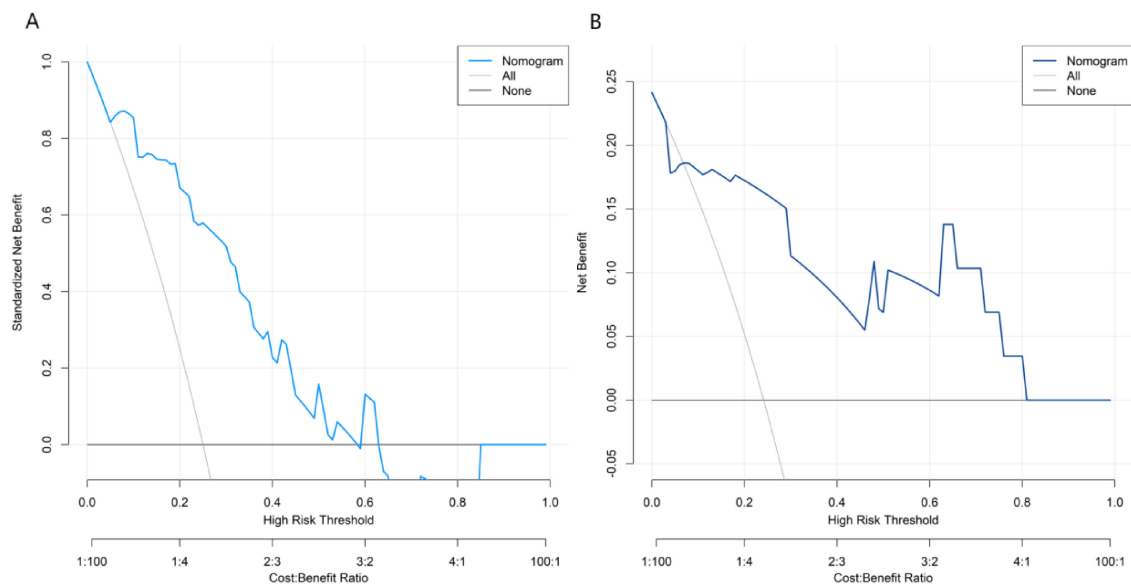 A
Nomogram
All
None
Standardized Net Benefit
1.0
0.8
0.6
0.4
0.2
0.0
0.0 0.2 0.4 0.6 0.8 1.0
High Risk Threshold
1:100 1:4 2:3 3:2 4:1 100:1
Cost:Benefit Ratio
B
Nomogram
All
None
Net Benefit
0.25
0.20
0.15
0.10
0.05
0.00
-0.05
0.0 0.2 0.4 0.6 0.8 1.0
High Risk Threshold
1:100 1:4 2:3 3:2 4:1 100:1
Cost:Benefit Ratio